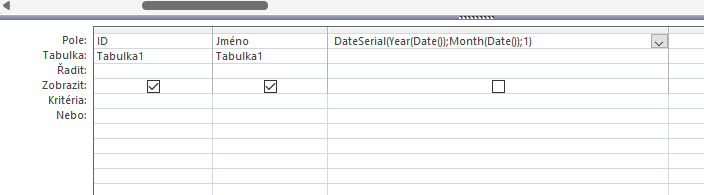 Pole: ID Jméno DateSerial(Year(Date());Month(Date());1)
Tabulka: Tabulka1 Tabulka1
Řadit:
Zobrazit:
Kritéria:
Nebo: